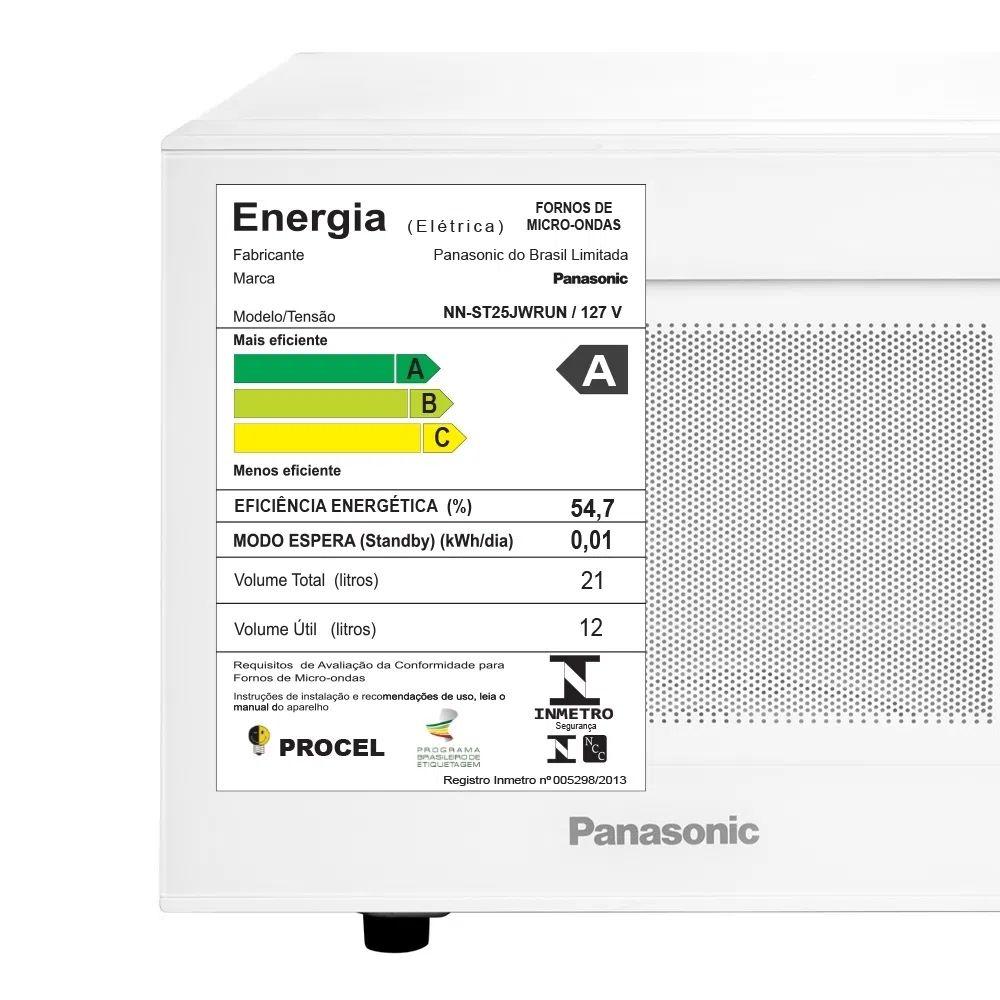 Energia (Elétrica) FORNOS DE
MICRO-ONDAS
Fabricante Panasonic do Brasil Limitada
Marca Panasonic
Modelo/Tensão NN-ST25JWRUN / 127 V
Mais eficiente
A A
B
C
Menos eficiente
EFICIÊNCIA ENERGÉTICA (%) 54,7
MODO ESPERA (Standby) (kWh/dia) 0,01
Volume Total (litros) 21
Volume Útil (litros) 12
Requisitos de Avaliação da Conformidade para
Fornos de Micro-ondas
Instruções de instalação e recomendações de uso, leia o
manual do aparelho
PROCEL
PROGRAMA
BRASILEIRO DE
ETIQUETAGEM
INMETRO
Segurança
NCC
Registro Inmetro nº 005298/2013
Panasonic